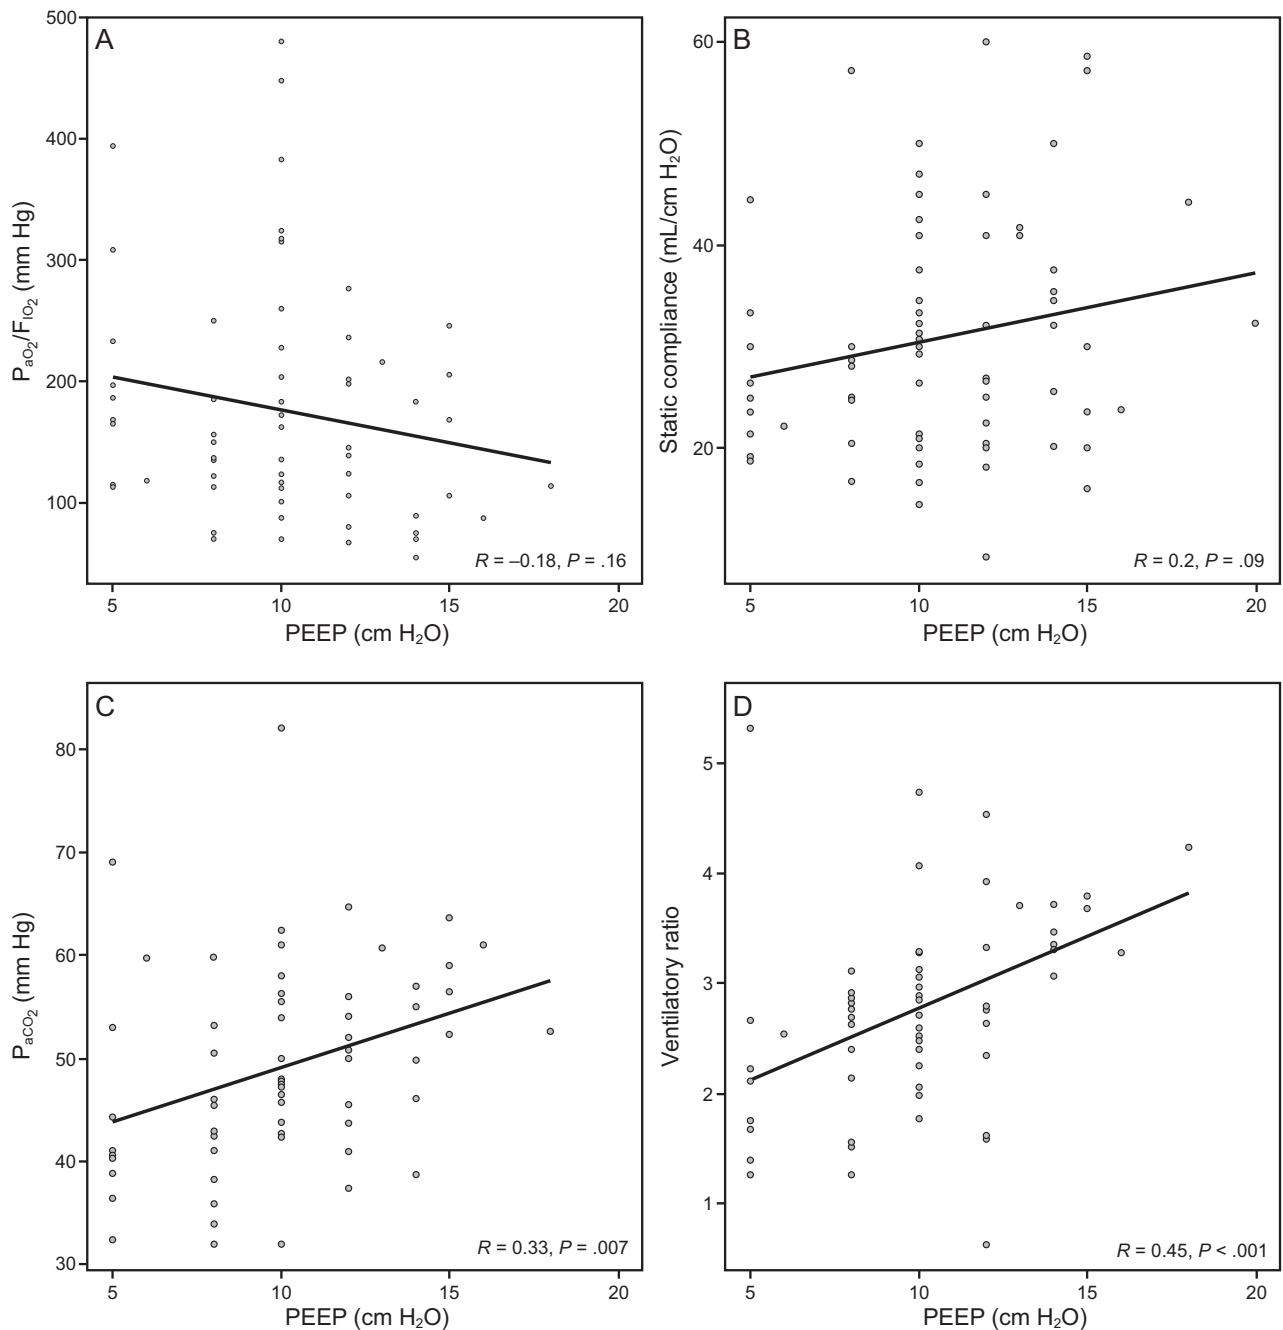 A
500
400
300
200
100
PaO2/FIO2 (mm Hg)
R = –0.18, P = .16
5 10 15 20
PEEP (cm H2O)
B
60
40
20
Static compliance (mL/cm H2O)
R = 0.2, P = .09
5 10 15 20
PEEP (cm H2O)
C
80
70
60
50
40
30
PaCO2 (mm Hg)
R = 0.33, P = .007
5 10 15 20
PEEP (cm H2O)
D
5
4
3
2
1
Ventilatory ratio
R = 0.45, P < .001
5 10 15 20
PEEP (cm H2O)